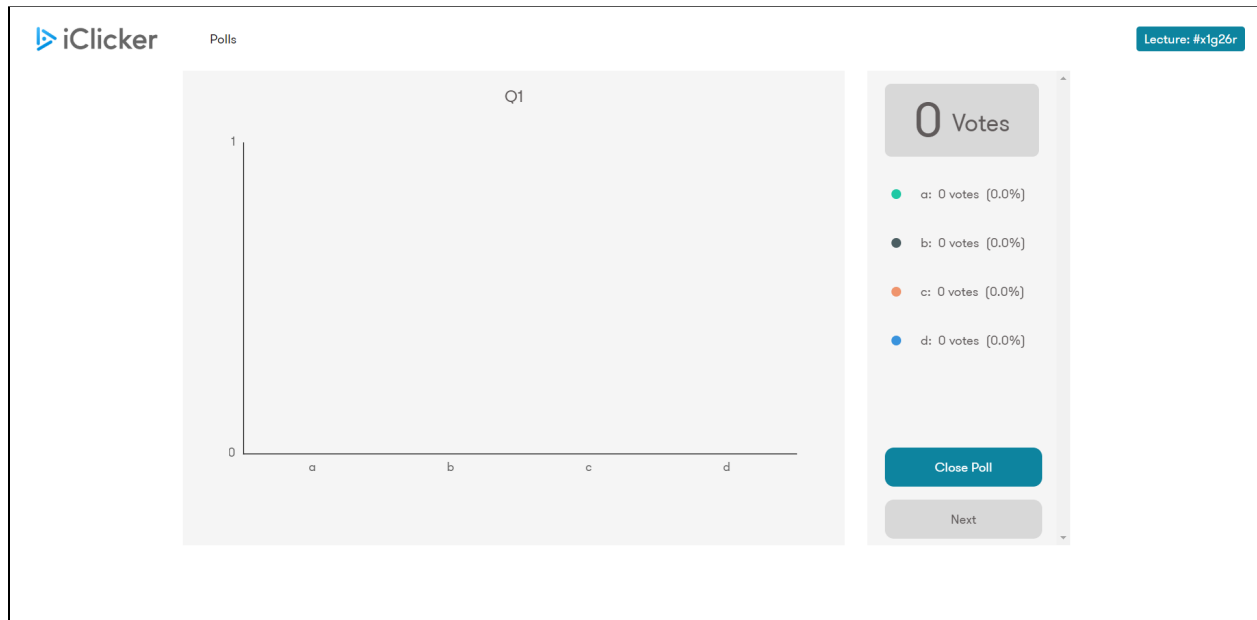 iClicker
Polls
Lecture: #x1g26r
Q1
1
0
a b c d
0 Votes
a: 0 votes (0.0%)
b: 0 votes (0.0%)
c: 0 votes (0.0%)
d: 0 votes (0.0%)
Close Poll
Next